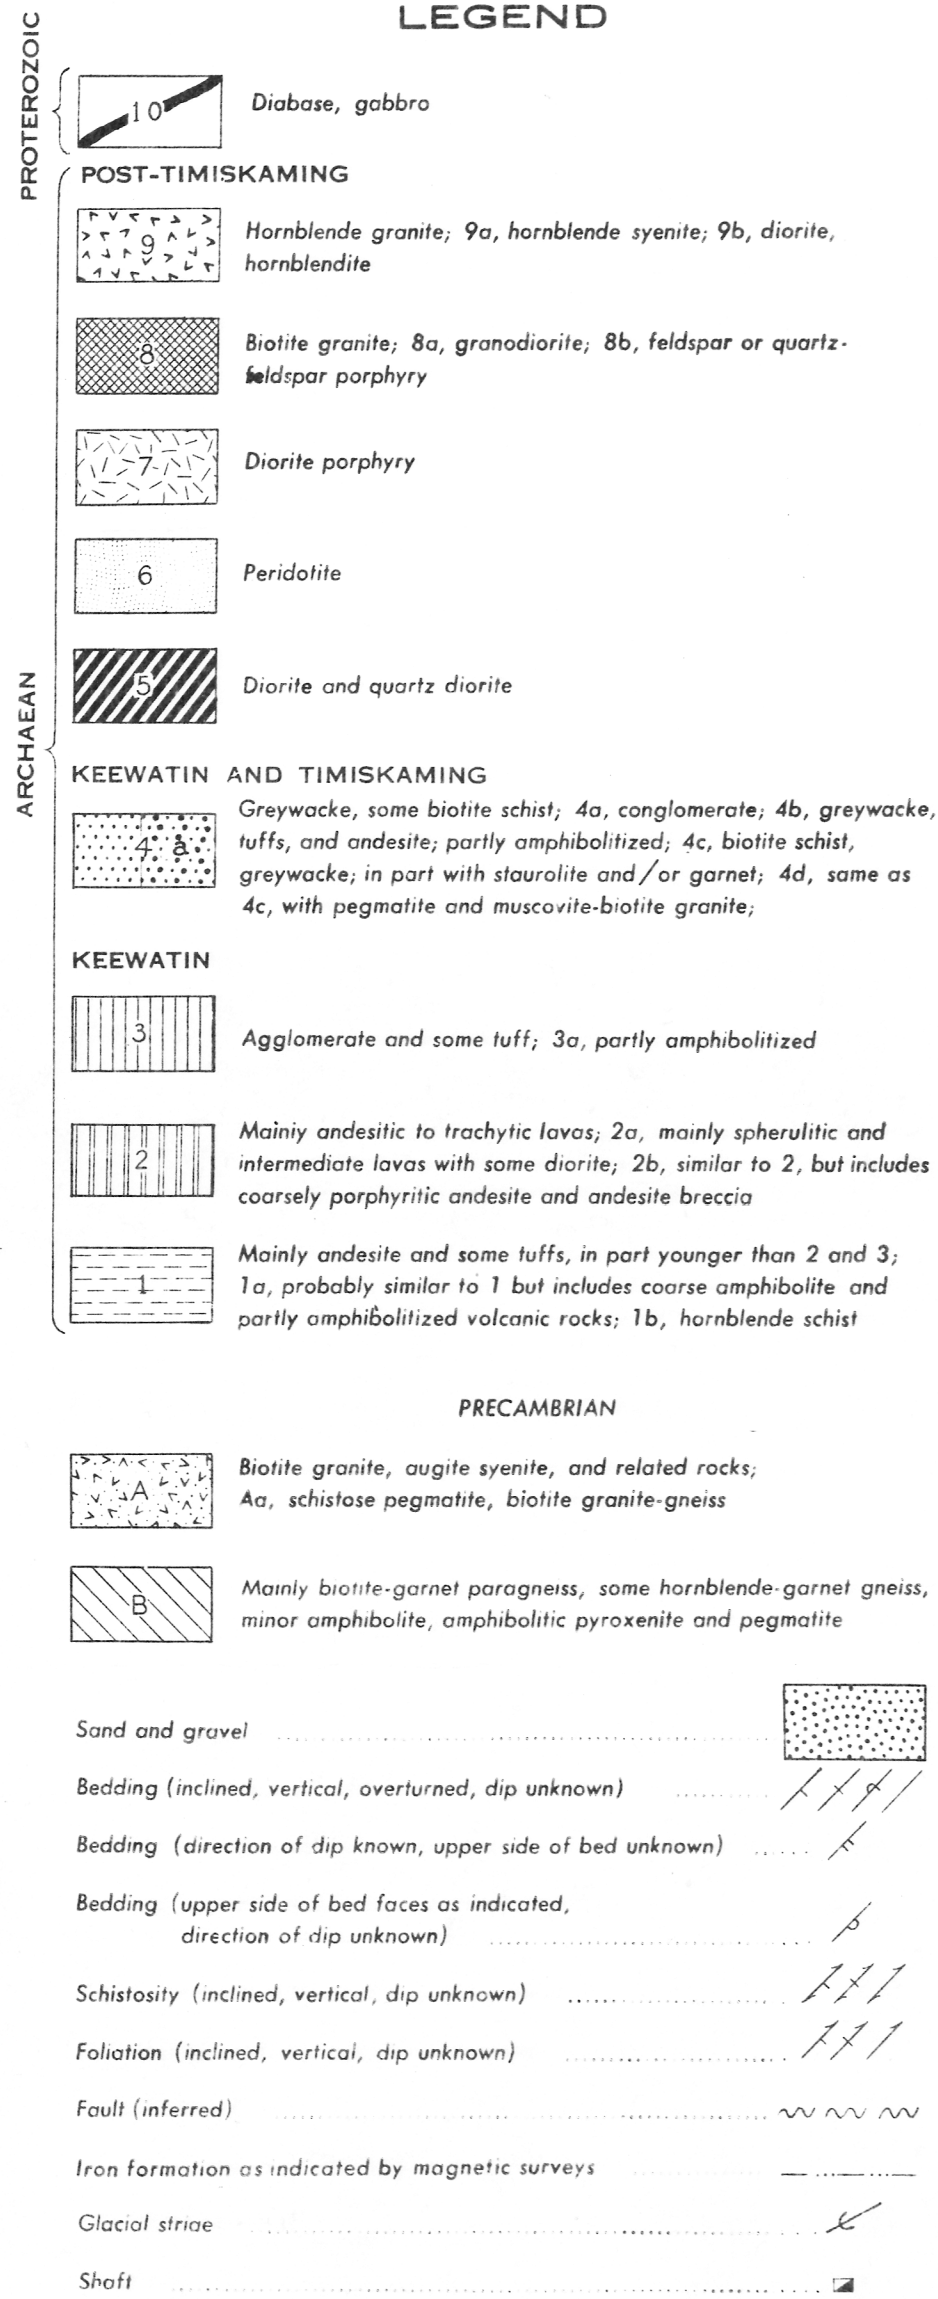 LEGEND
PROTEROZOIC
10
Diabase, gabbro
ARCHAEAN
POST-TIMISKAMING
9
Hornblende granite; 9a, hornblende syenite; 9b, diorite,
hornblendite
8
Biotite granite; 8a, granodiorite; 8b, feldspar or quartz-
feldspar porphyry
7
Diorite porphyry
6
Peridotite
5
Diorite and quartz diorite
KEEWATIN AND TIMISKAMING
4 a
Greywacke, some biotite schist; 4a, conglomerate; 4b, greywacke,
tuffs, and andesite; partly amphibolitized; 4c, biotite schist,
greywacke; in part with staurolite and/or garnet; 4d, same as
4c, with pegmatite and muscovite-biotite granite;
KEEWATIN
3
Agglomerate and some tuff; 3a, partly amphibolitized
2
Mainiy andesitic to trachytic lavas; 2a, mainly spherulitic and
intermediate lavas with some diorite; 2b, similar to 2, but includes
coarsely porphyritic andesite and andesite breccia
1
Mainly andesite and some tuffs, in part younger than 2 and 3;
1a, probably similar to 1 but includes coarse amphibolite and
partly amphibolitized volcanic rocks; 1b, hornblende schist
PRECAMBRIAN
A
Biotite granite, augite syenite, and related rocks;
Aa, schistose pegmatite, biotite granite-gneiss
B
Mainly biotite-garnet paragneiss, some hornblende-garnet gneiss,
minor amphibolite, amphibolitic pyroxenite and pegmatite
Sand and gravel
Bedding (inclined, vertical, overturned, dip unknown)
Bedding (direction of dip known, upper side of bed unknown)
Bedding (upper side of bed faces as indicated,
direction of dip unknown)
Schistosity (inclined, vertical, dip unknown)
Foliation (inclined, vertical, dip unknown)
Fault (inferred)
Iron formation as indicated by magnetic surveys
Glacial striae
Shaft